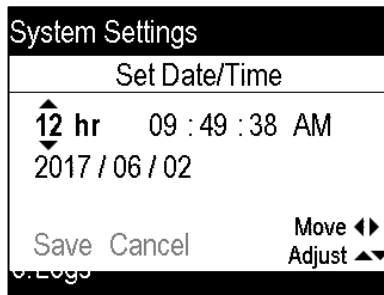 System Settings
Set Date/Time
12 hr 09 : 49 : 38 AM
2017 / 06 / 02
Move
Save Cancel
Adjust